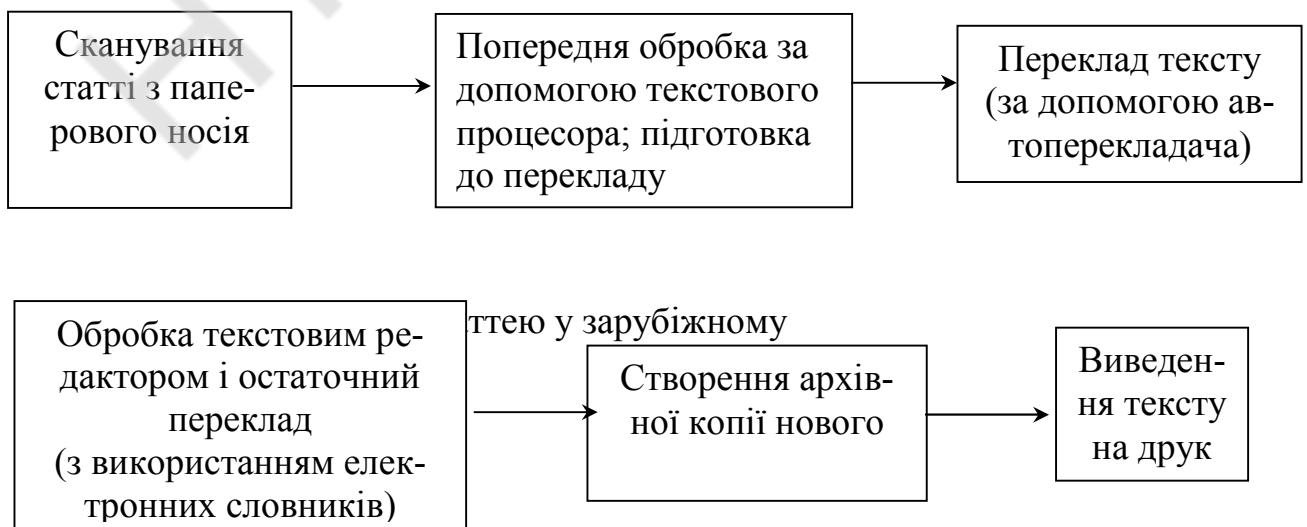 Сканування
статті з папе-
рового носія
Попередня обробка за
допомогою текстового
процесора; підготовка
до перекладу
Переклад тексту
(за допомогою ав-
топерекладача)
Обробка текстовим ре-
дактором і остаточний
переклад
(з використанням елек-
тронних словників)
у зарубіжному
Створення архів-
ної копії нового
Виведен-
ня тексту
на друк